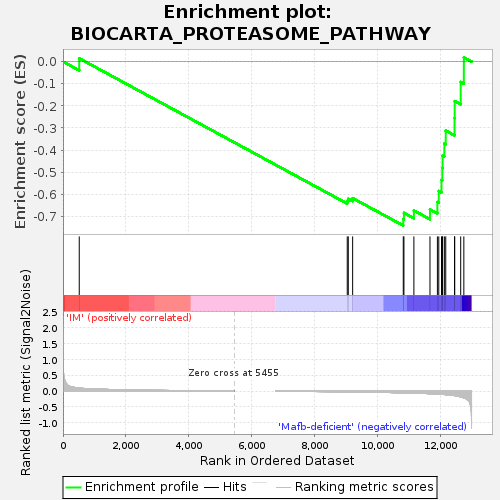 Enrichment plot:
BIOCARTA_PROTEASOME_PATHWAY
Enrichment score (ES)
0.0
-0.1
-0.2
-0.3
-0.4
-0.5
-0.6
-0.7
'IM' (positively correlated)
Ranked list metric (Signal2Noise)
2.5
2.0
1.5
1.0
0.5
0.0
-0.5
-1.0
Zero cross at 5455
'Mafb-deficient' (negatively correlated)
0
2,000
4,000
6,000
8,000
10,000
12,000
Rank in Ordered Dataset
Enrichment profile
Hits
Ranking metric scores